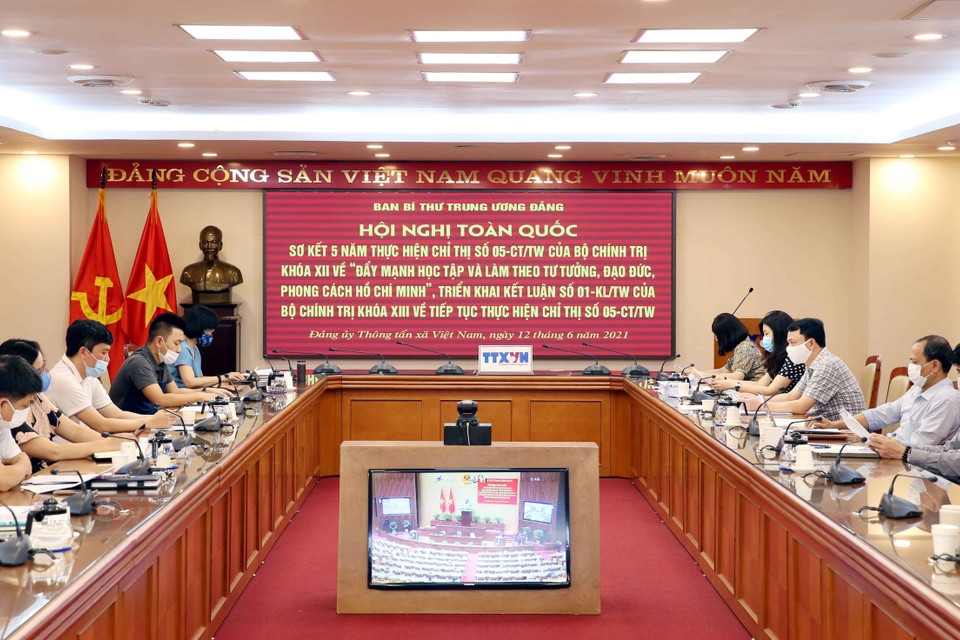 ĐẢNG CỘNG SẢN VIỆT NAM QUANG VINH MUÔN NĂM
BAN BÍ THƯ TRUNG ƯƠNG ĐẢNG
HỘI NGHỊ TOÀN QUỐC
SƠ KẾT 5 NĂM THỰC HIỆN CHỈ THỊ SỐ 05-CT/TW CỦA BỘ CHÍNH TRỊ
KHÓA XII VỀ "ĐẨY MẠNH HỌC TẬP VÀ LÀM THEO TƯ TƯỞNG, ĐẠO ĐỨC,
PHONG CÁCH HỒ CHÍ MINH", TRIỂN KHAI KẾT LUẬN SỐ 01-KL/TW CỦA
BỘ CHÍNH TRỊ KHÓA XIII VỀ TIẾP TỤC THỰC HIỆN CHỈ THỊ SỐ 05-CT/TW
Đảng ủy Thông tấn xã Việt Nam, ngày 12 tháng 6 năm 2021
TTXVN